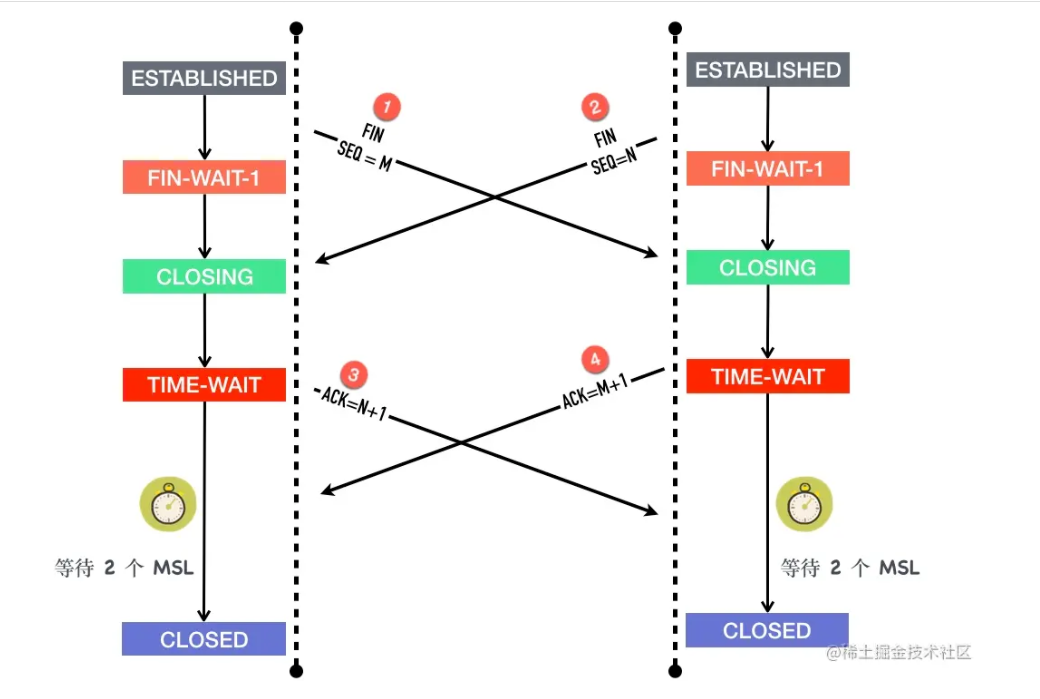 ESTABLISHED
ESTABLISHED
1
2
FIN
SEQ = M
FIN
SEQ=N
FIN-WAIT-1
FIN-WAIT-1
CLOSING
CLOSING
3
4
TIME-WAIT
TIME-WAIT
ACK=N+1
ACK=M+1
等待 2 个 MSL
等待 2 个 MSL
CLOSED
CLOSED
@稀土掘金技术社区